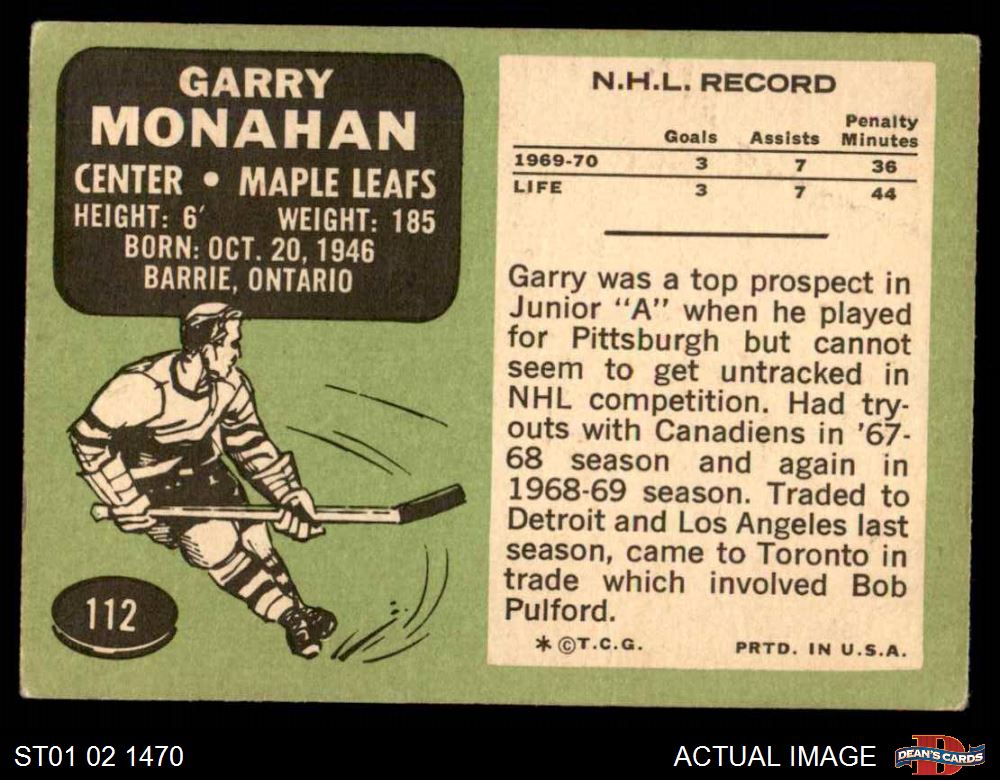 GARRY
MONAHAN
CENTER • MAPLE LEAFS
HEIGHT: 6' WEIGHT: 185
BORN: OCT. 20, 1946
BARRIE, ONTARIO
112
N.H.L. RECORD
Goals Assists Penalty Minutes
1969-70 3 7 36
LIFE 3 7 44
Garry was a top prospect in
Junior "A" when he played
for Pittsburgh but cannot
seem to get untracked in
NHL competition. Had try-
outs with Canadiens in '67-
68 season and again in
1968-69 season. Traded to
Detroit and Los Angeles last
season, came to Toronto in
trade which involved Bob
Pulford.
* ©T.C.G. PRTD. IN U.S.A.
ST01 02 1470
ACTUAL IMAGE
DEAN'S CARDS